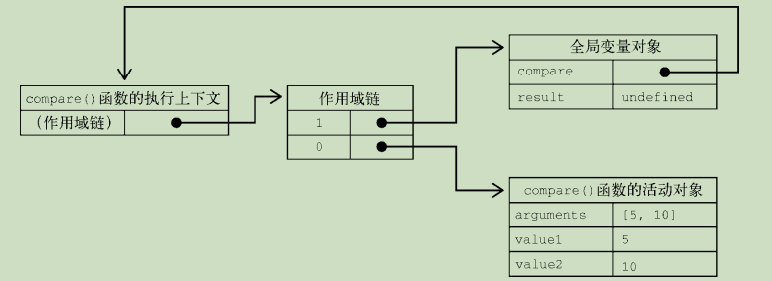 全局变量对象
compare
result undefined
compare()函数的执行上下文
(作用域链)
作用域链
1
0
compare()函数的活动对象
arguments [5, 10]
value1 5
value2 10